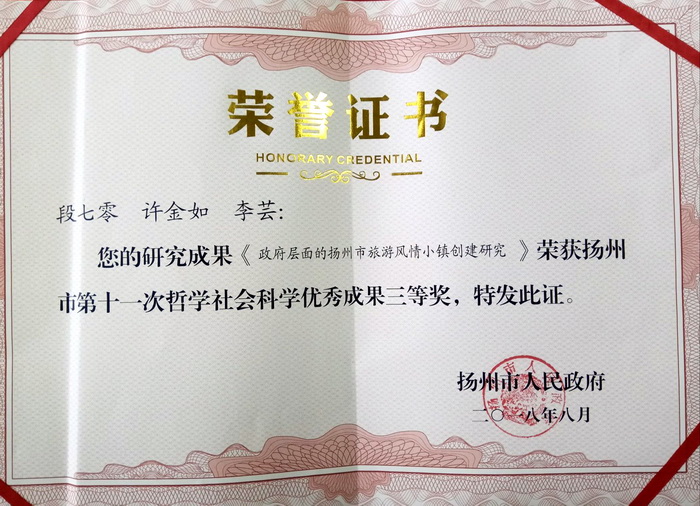 荣誉证书
HONORARY CREDENTIAL
段七零 许金如 李芸:
您的研究成果《政府层面的扬州市旅游风情小镇创建研究》荣获扬州
市第十一次哲学社会科学优秀成果三等奖，特发此证。
扬州市人民政府
二〇一八年八月